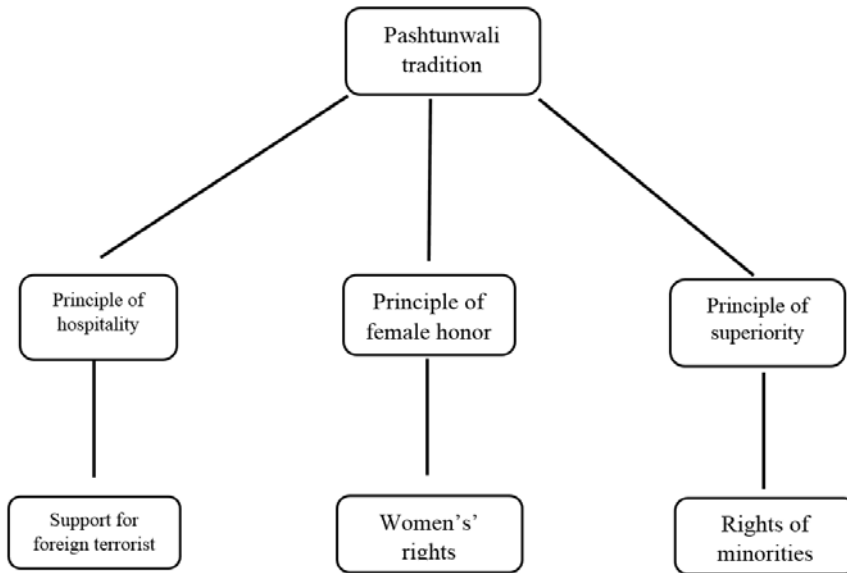 Pashtunwali
tradition
Principle of
hospitality
Principle of
female honor
Principle of
superiority
Support for
foreign terrorist
Women’s’
rights
Rights of
minorities